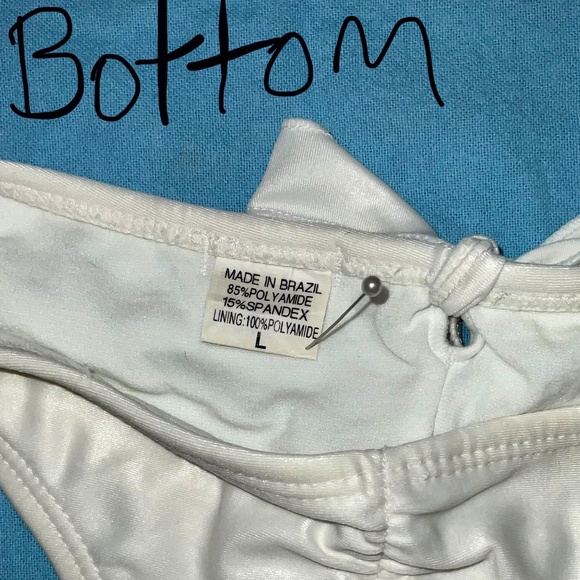 Bottom
MADE IN BRAZIL
85%POLYAMIDE
15%SPANDEX
LINING:100%POLYAMIDE
L